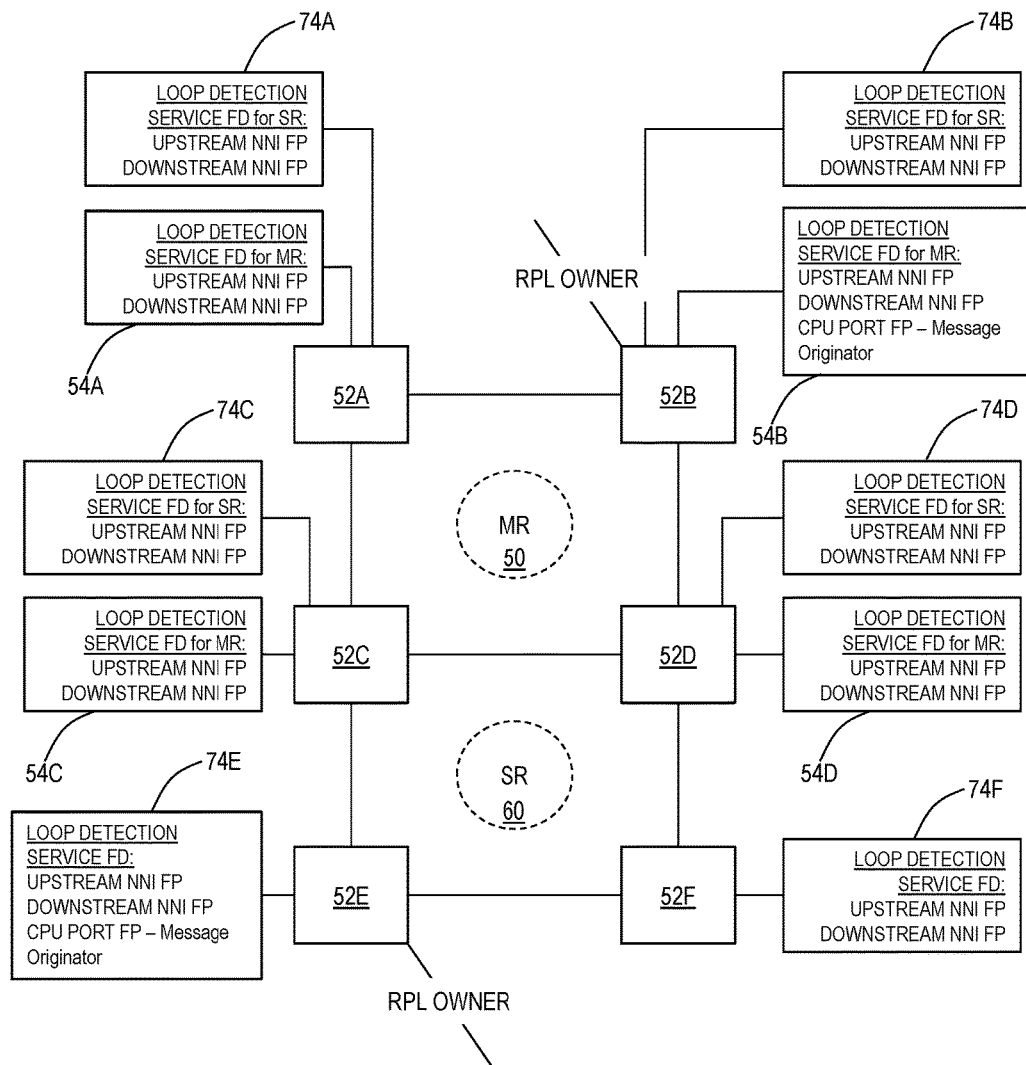 74A
74B
LOOP DETECTION
SERVICE FD for SR:
UPSTREAM NNI FP
DOWNSTREAM NNI FP
LOOP DETECTION
SERVICE FD for SR:
UPSTREAM NNI FP
DOWNSTREAM NNI FP
LOOP DETECTION
SERVICE FD for MR:
UPSTREAM NNI FP
DOWNSTREAM NNI FP
RPL OWNER
LOOP DETECTION
SERVICE FD for MR:
UPSTREAM NNI FP
DOWNSTREAM NNI FP
CPU PORT FP – Message
Originator
54A
52A
52B
54B
74C
74D
LOOP DETECTION
SERVICE FD for SR:
UPSTREAM NNI FP
DOWNSTREAM NNI FP
MR
50
LOOP DETECTION
SERVICE FD for SR:
UPSTREAM NNI FP
DOWNSTREAM NNI FP
LOOP DETECTION
SERVICE FD for MR:
UPSTREAM NNI FP
DOWNSTREAM NNI FP
52C
52D
LOOP DETECTION
SERVICE FD for MR:
UPSTREAM NNI FP
DOWNSTREAM NNI FP
54C
74E
SR
60
54D
74F
LOOP DETECTION
SERVICE FD:
UPSTREAM NNI FP
DOWNSTREAM NNI FP
CPU PORT FP – Message
Originator
52E
52F
LOOP DETECTION
SERVICE FD:
UPSTREAM NNI FP
DOWNSTREAM NNI FP
RPL OWNER